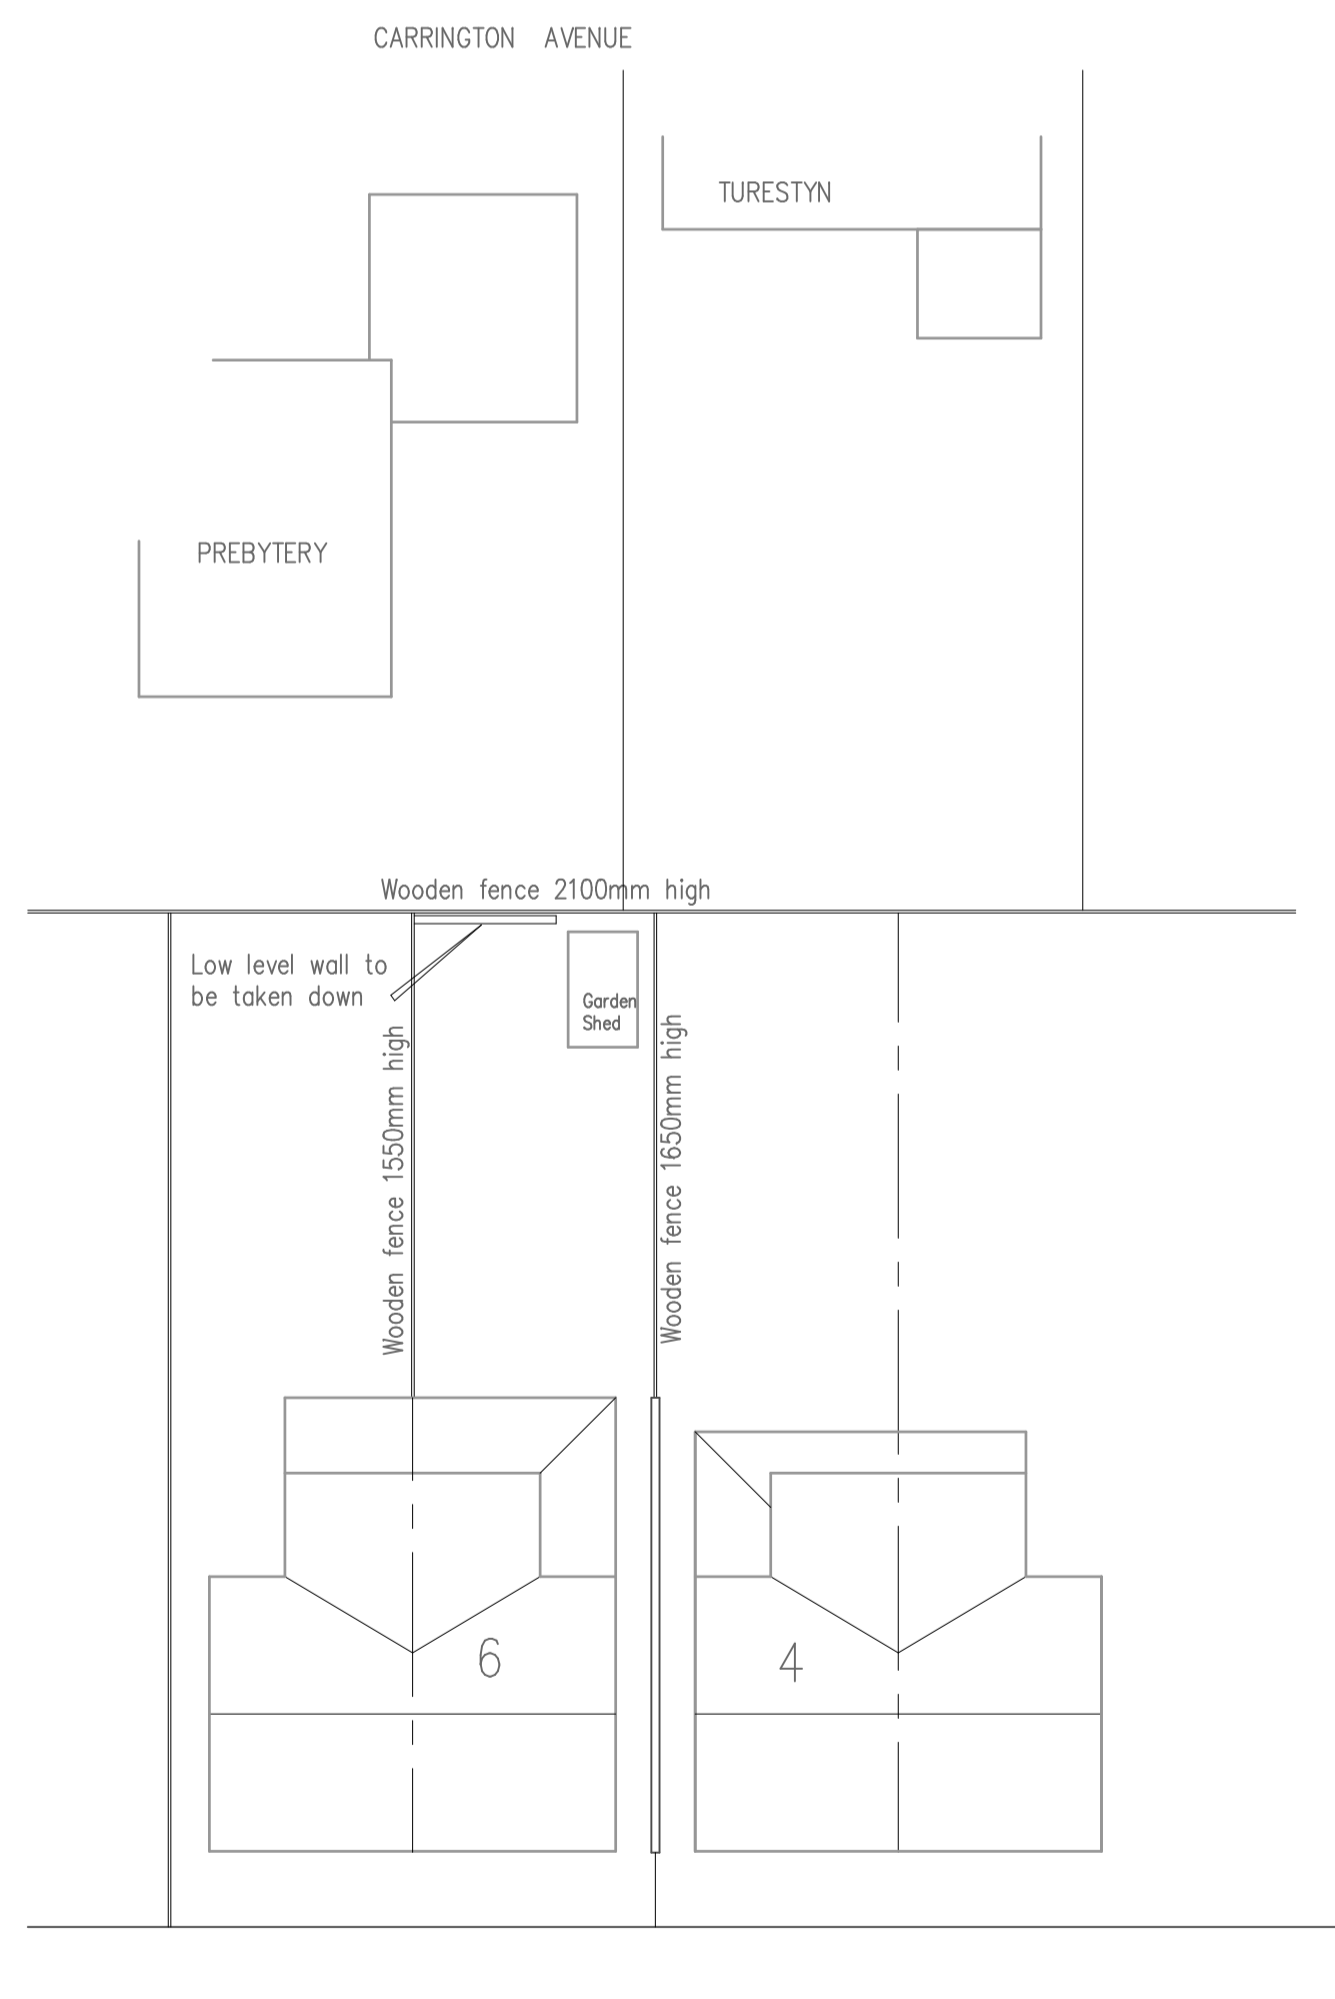 CARRINGTON AVENUE
TURESTYN
PREBYTERY
Wooden fence 2100mm high
Low level wall to
be taken down
Garden
Shed
Wooden fence 1550mm high
Wooden fence 1650mm high
6
4